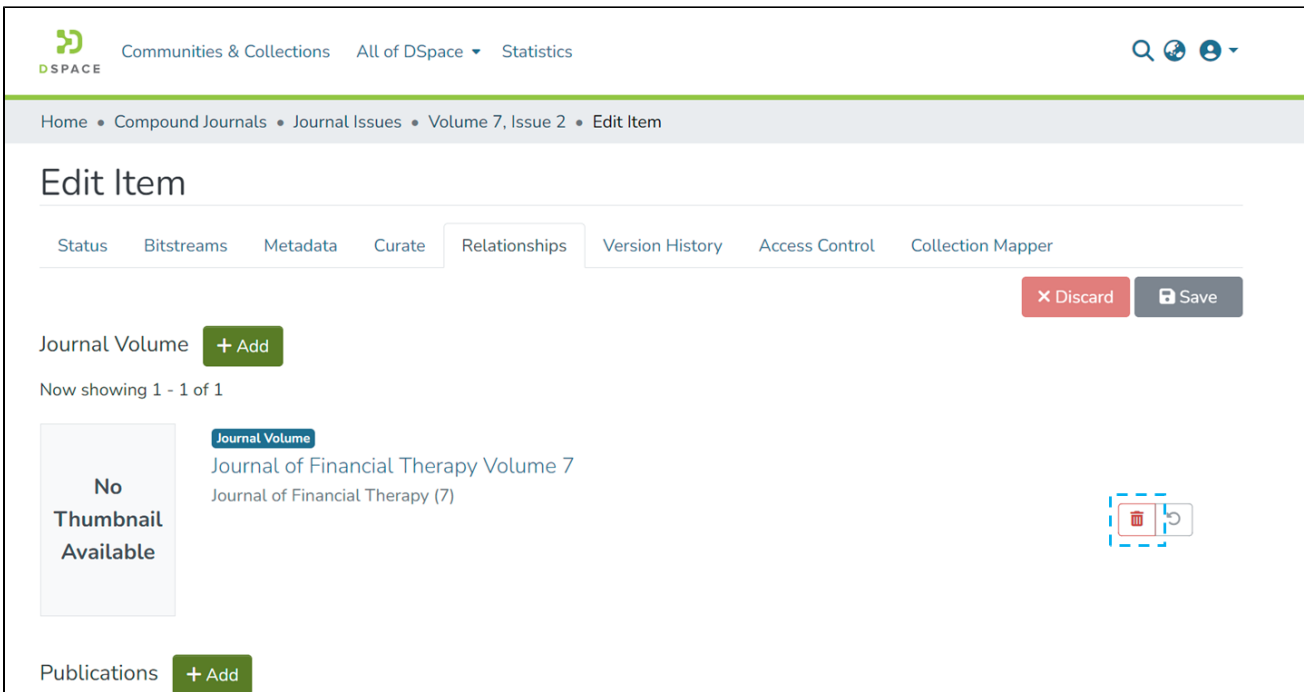 DSPACE
Communities & Collections All of DSpace Statistics
Home • Compound Journals • Journal Issues • Volume 7, Issue 2 • Edit Item
Edit Item
Status Bitstreams Metadata Curate Relationships Version History Access Control Collection Mapper
Discard Save
Journal Volume + Add
Now showing 1 - 1 of 1
No
Thumbnail
Available
Journal Volume
Journal of Financial Therapy Volume 7
Journal of Financial Therapy (7)
Publications + Add